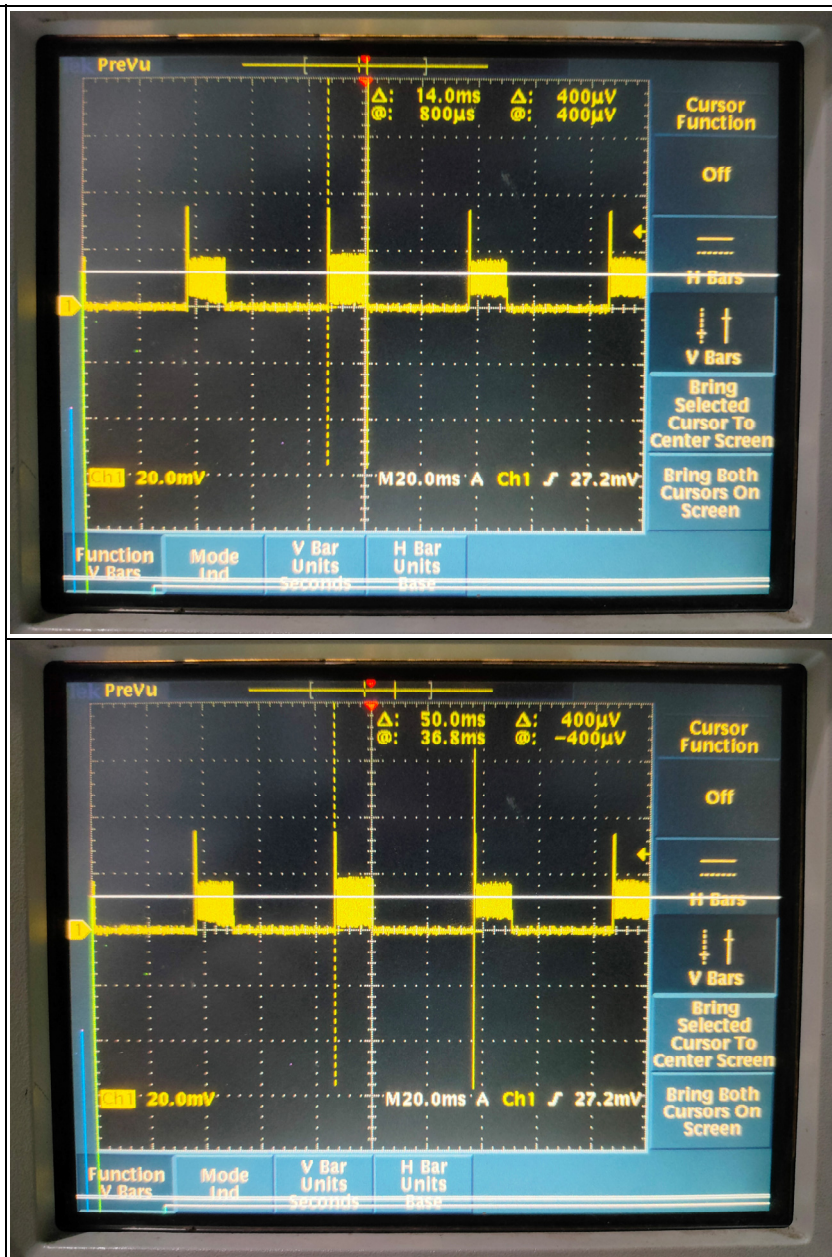 Tek PreVu
Δ: 14.0ms Δ: 400μV
@: 800μs @: 400μV
Cursor
Function
Off
H Bars
V Bars
Bring
Selected
Cursor To
Center Screen
Bring Both
Cursors On
Screen
1
Ch1 20.0mV M20.0ms A Ch1 27.2mV
Function
V Bars
Mode
Ind
V Bar
Units
Seconds
H Bar
Units
Base
Tek PreVu
Δ: 50.0ms Δ: 400μV
@: 36.8ms @: -400μV
Cursor
Function
Off
H Bars
V Bars
Bring
Selected
Cursor To
Center Screen
Bring Both
Cursors On
Screen
1
Ch1 20.0mV M20.0ms A Ch1 27.2mV
Function
V Bars
Mode
Ind
V Bar
Units
Seconds
H Bar
Units
Base